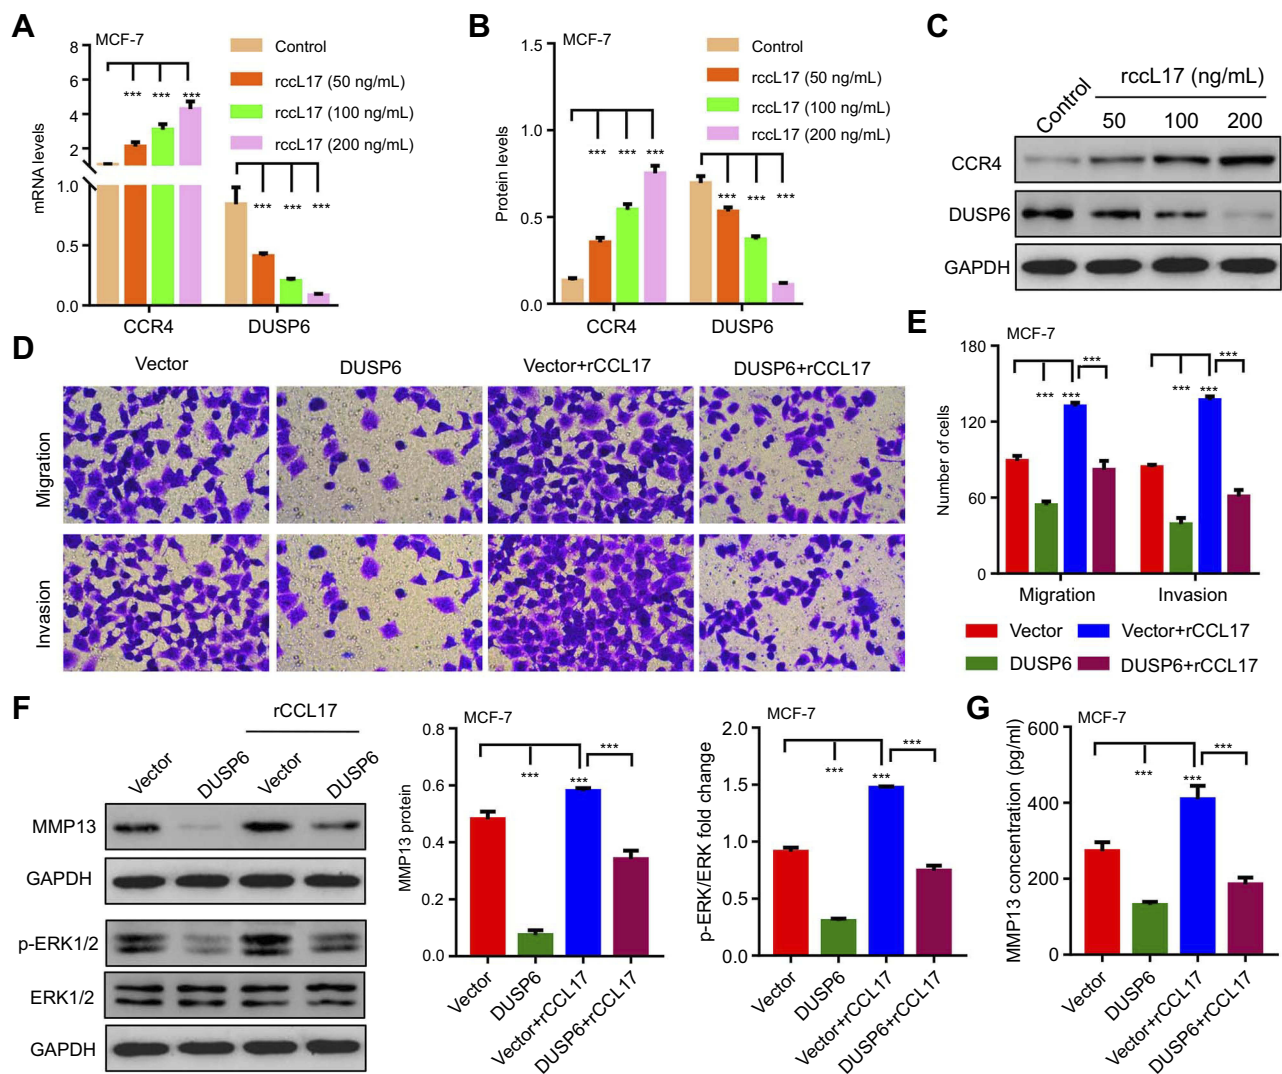 A
MCF-7
mRNA levels
8
6
4
2
1.0
0.5
0.0
Control
rccL17 (50 ng/mL)
rccL17 (100 ng/mL)
rccL17 (200 ng/mL)
*** *** ***
*** *** ***
CCR4 DUSP6
B
MCF-7
Protein levels
1.5
1.0
0.5
0.0
Control
rccL17 (50 ng/mL)
rccL17 (100 ng/mL)
rccL17 (200 ng/mL)
*** *** ***
*** *** ***
CCR4 DUSP6
C
rccL17 (ng/mL)
Control 50 100 200
CCR4
DUSP6
GAPDH
D
Vector DUSP6 Vector+rCCL17 DUSP6+rCCL17
Migration
Invasion
E
MCF-7
Number of cells
180
120
60
0
*** *** ***
*** *** ***
Migration Invasion
Vector Vector+rCCL17
DUSP6 DUSP6+rCCL17
F
rCCL17
Vector DUSP6 Vector DUSP6
MMP13
GAPDH
p-ERK1/2
ERK1/2
GAPDH
MCF-7
MMP13 protein
0.8
0.6
0.4
0.2
0.0
*** *** ***
Vector DUSP6 Vector+rCCL17 DUSP6+rCCL17
MCF-7
p-ERK/ERK fold change
2.0
1.5
1.0
0.5
0.0
*** *** ***
Vector DUSP6 Vector+rCCL17 DUSP6+rCCL17
G
MCF-7
MMP13 concentration (pg/ml)
600
400
200
0
*** *** ***
Vector DUSP6 Vector+rCCL17 DUSP6+rCCL17